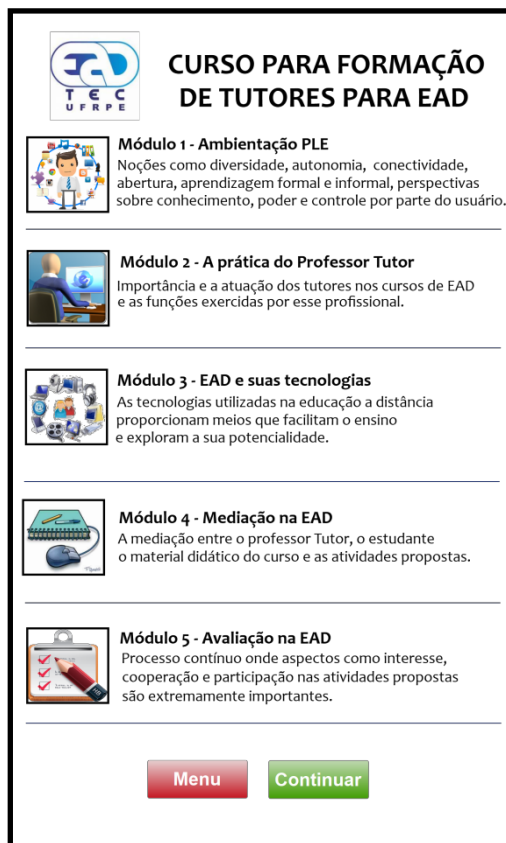 EAD
TEC
UFRPE
CURSO PARA FORMAÇÃO
DE TUTORES PARA EAD
Módulo 1 - Ambientação PLE
Noções como diversidade, autonomia, conectividade,
abertura, aprendizagem formal e informal, perspectivas
sobre conhecimento, poder e controle por parte do usuário.
Módulo 2 - A prática do Professor Tutor
Importância e a atuação dos tutores nos cursos de EAD
e as funções exercidas por esse profissional.
Módulo 3 - EAD e suas tecnologias
As tecnologias utilizadas na educação a distância
proporcionam meios que facilitam o ensino
e exploram a sua potencialidade.
Módulo 4 - Mediação na EAD
A mediação entre o professor Tutor, o estudante
o material didático do curso e as atividades propostas.
Módulo 5 - Avaliação na EAD
Processo contínuo onde aspectos como interesse,
cooperação e participação nas atividades propostas
são extremamente importantes.
Menu
Continuar